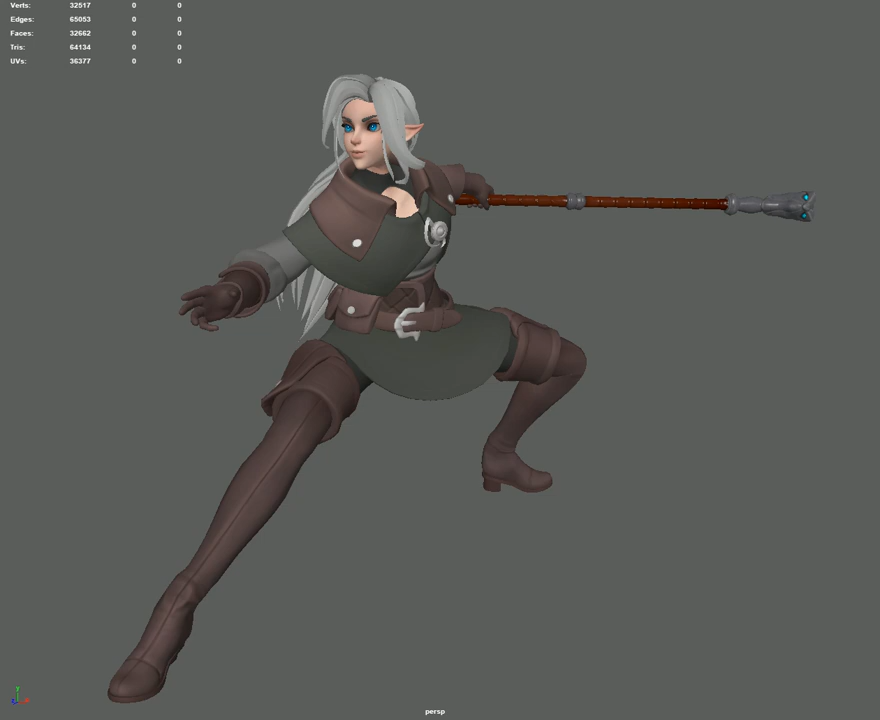 Verts: 32517 0 0
Edges: 65053 0 0
Faces: 32662 0 0
Tris: 64134 0 0
UVs: 36377 0 0
persp